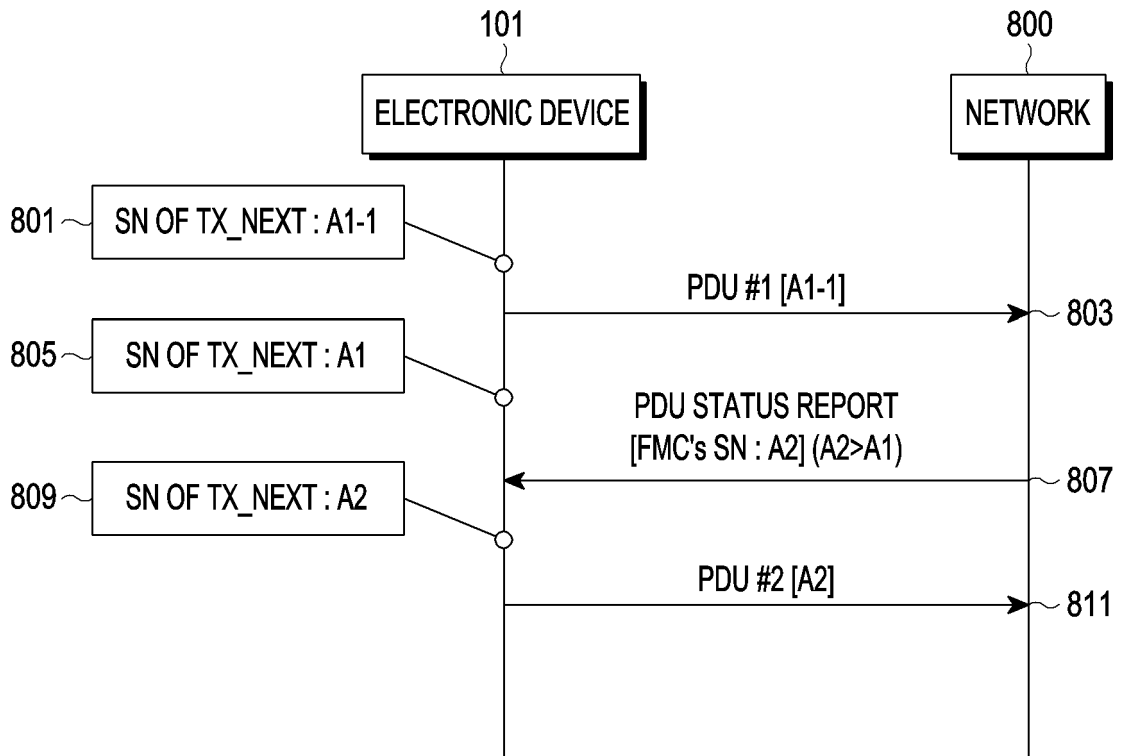 101
800
ELECTRONIC DEVICE
NETWORK
801
SN OF TX_NEXT : A1-1
PDU #1 [A1-1]
803
805
SN OF TX_NEXT : A1
PDU STATUS REPORT
[FMC's SN : A2] (A2>A1)
807
809
SN OF TX_NEXT : A2
PDU #2 [A2]
811